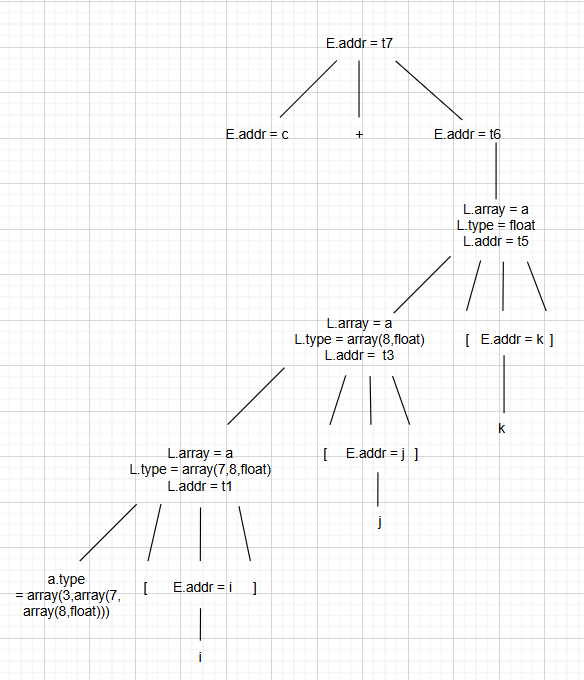 E.addr = t7
E.addr = c
+
E.addr = t6
L.array = a
L.type = float
L.addr = t5
L.array = a
L.type = array(8,float)
L.addr = t3
[ E.addr = k ]
k
L.array = a
L.type = array(7,8,float)
L.addr = t1
[ E.addr = j ]
j
a.type
= array(3,array(7,
array(8,float)))
[ E.addr = i ]
i